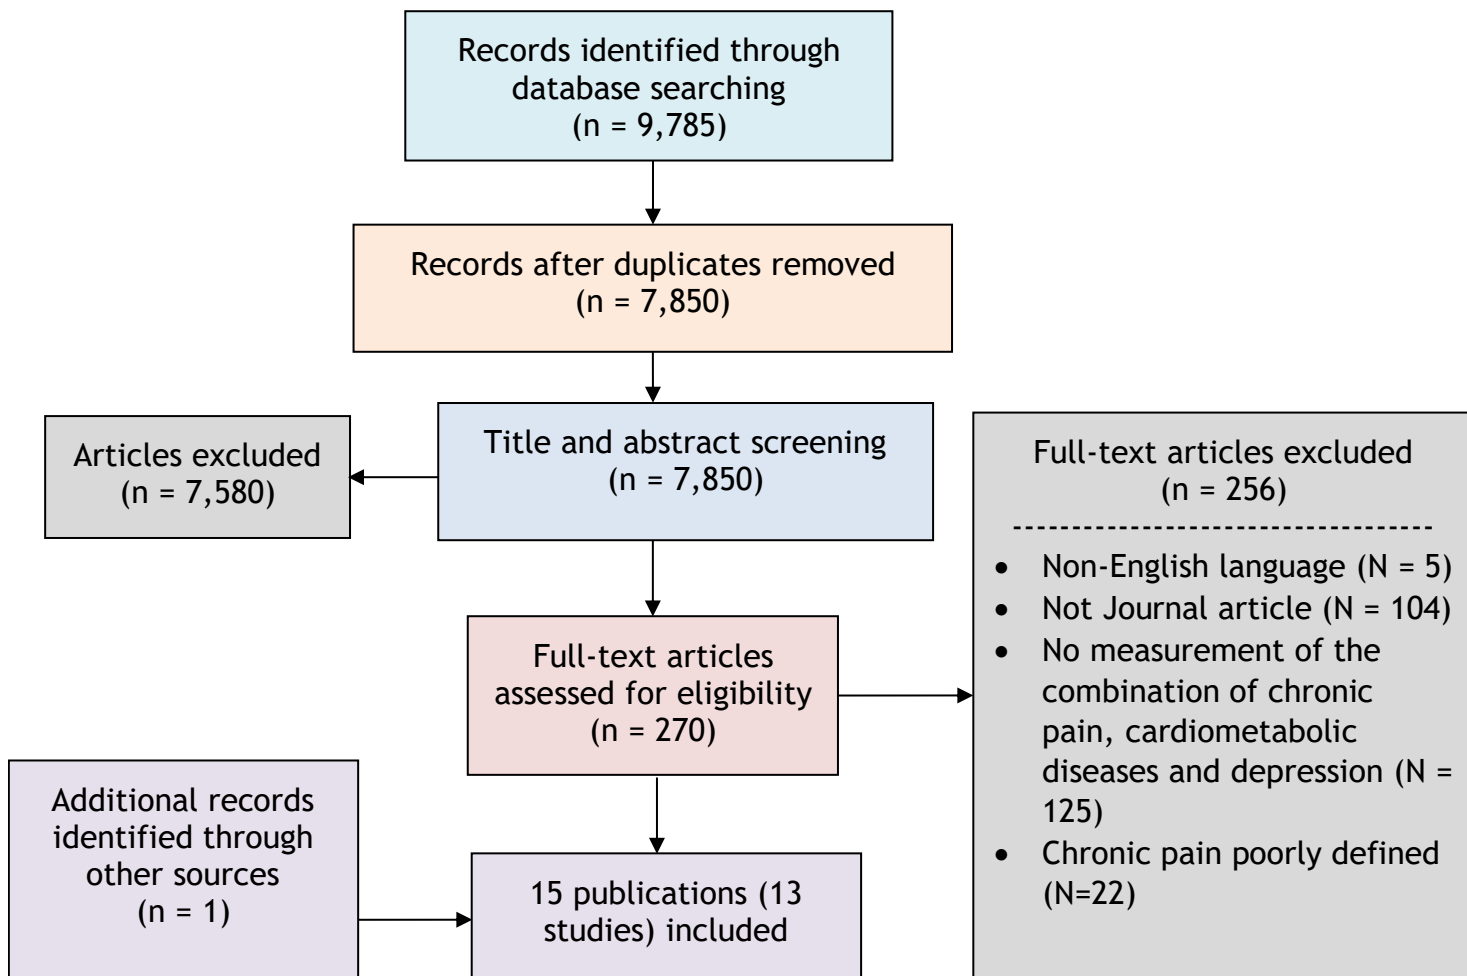 Records identified through
database searching
(n = 9,785)
Records after duplicates removed
(n = 7,850)
Title and abstract screening
(n = 7,850)
Articles excluded
(n = 7,580)
Full-text articles excluded
(n = 256)
-----------------------------------
• Non-English language (N = 5)
• Not Journal article (N = 104)
• No measurement of the
combination of chronic
pain, cardiometabolic
diseases and depression (N =
125)
• Chronic pain poorly defined
(N=22)
Full-text articles
assessed for eligibility
(n = 270)
Additional records
identified through
other sources
(n = 1)
15 publications (13
studies) included